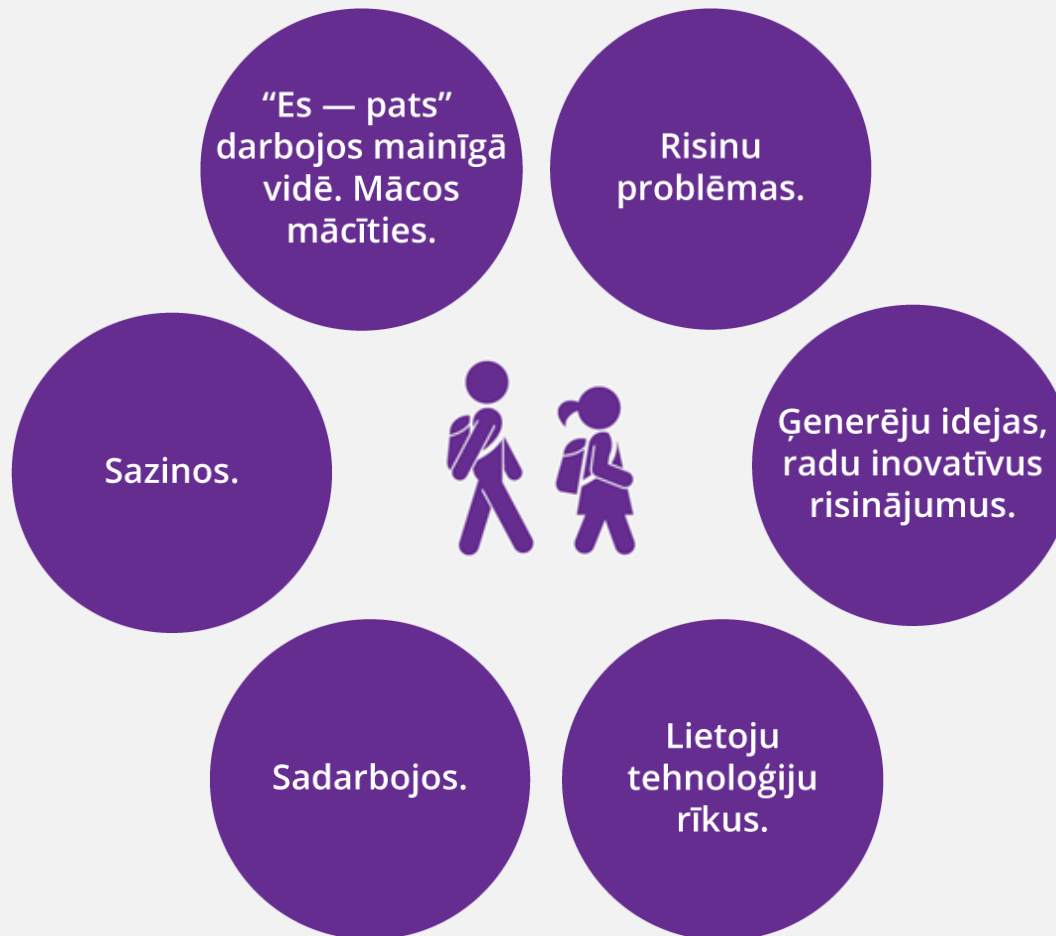 “Es — pats”
darbojos mainīgā
vidē. Mācos
mācīties.
Risinu
problēmas.
Sazinos.
Ģenerēju idejas,
radu inovatīvus
risinājumus.
Sadarbojos.
Lietoju
tehnoloģiju
rīkus.